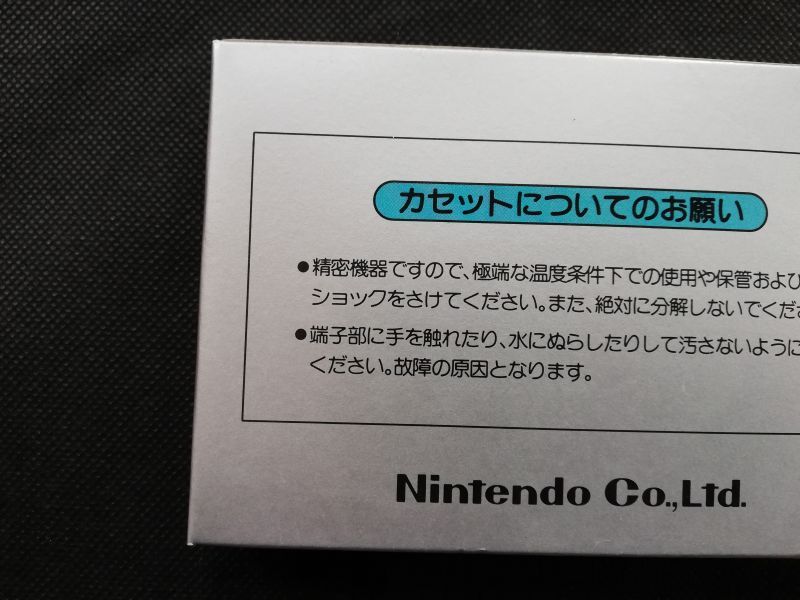 カセットについてのお願い
●精密機器ですので、極端な温度条件下での使用や保管および
ショックをさけてください。また、絶対に分解しないでくださ
●端子部に手を触れたり、水にぬらしたりして汚さないように
ください。故障の原因となります。
Nintendo Co.,Ltd.